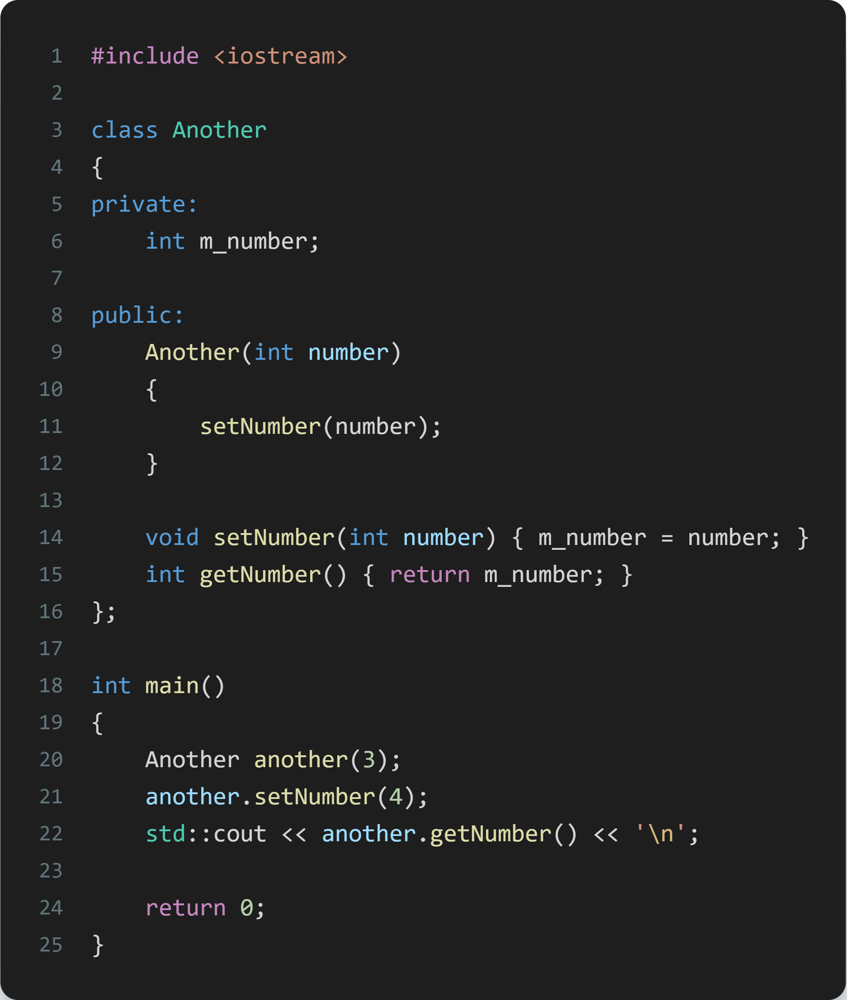 1 #include <iostream>
2
3 class Another
4 {
5 private:
6     int m_number;
7
8 public:
9     Another(int number)
10     {
11         setNumber(number);
12     }
13
14     void setNumber(int number) { m_number = number; }
15     int getNumber() { return m_number; }
16 };
17
18 int main()
19 {
20     Another another(3);
21     another.setNumber(4);
22     std::cout << another.getNumber() << '\n';
23
24     return 0;
25 }